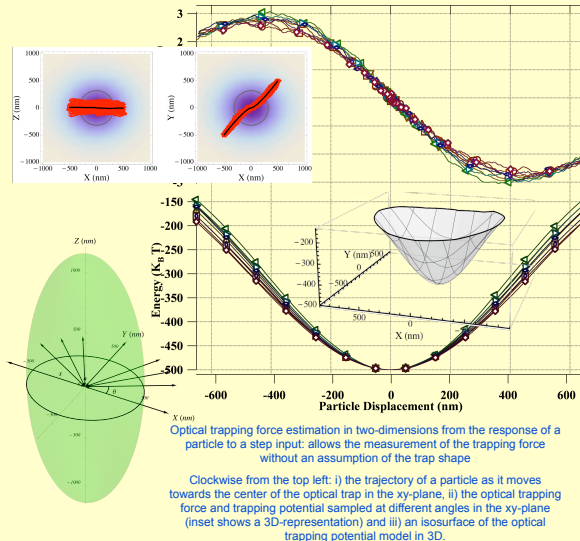 3
2
1000
500
0
-500
-1000
Z (nm)
-1000 -500 0 500 1000
X (nm)
1000
500
0
-500
-1000
Y (nm)
-1000 -500 0 500 1000
X (nm)
-150
-200
-250
-300
-350
-400
-450
-500
Energy (K_B T)
-200
-300
-400
-500
Y (nm)
500
0
-500
500
0
X (nm)
-600 -400 -200 0 200 400 600
Particle Displacement (nm)
Z (nm)
1000
500
Y (nm)
θ
X (nm)
-500
-1000
Optical trapping force estimation in two-dimensions from the response of a
particle to a step input: allows the measurement of the trapping force
without an assumption of the trap shape
Clockwise from the top left: i) the trajectory of a particle as it moves
towards the center of the optical trap in the xy-plane, ii) the optical trapping
force and trapping potential sampled at different angles in the xy-plane
(inset shows a 3D-representation) and iii) an isosurface of the optical
trapping potential model in 3D.